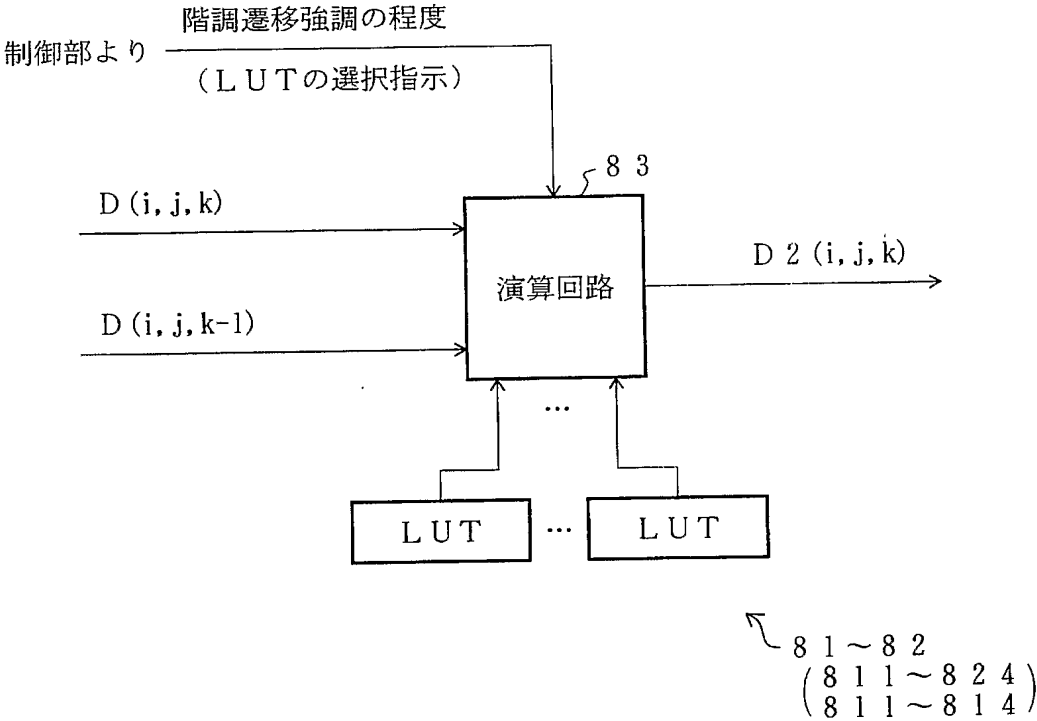 階調遷移強調の程度
制御部より
(LUTの選択指示)
83
D(i,j,k)
D2(i,j,k)
演算回路
D(i,j,k-1)
…
LUT … LUT
81~82
(811~824
811~814)